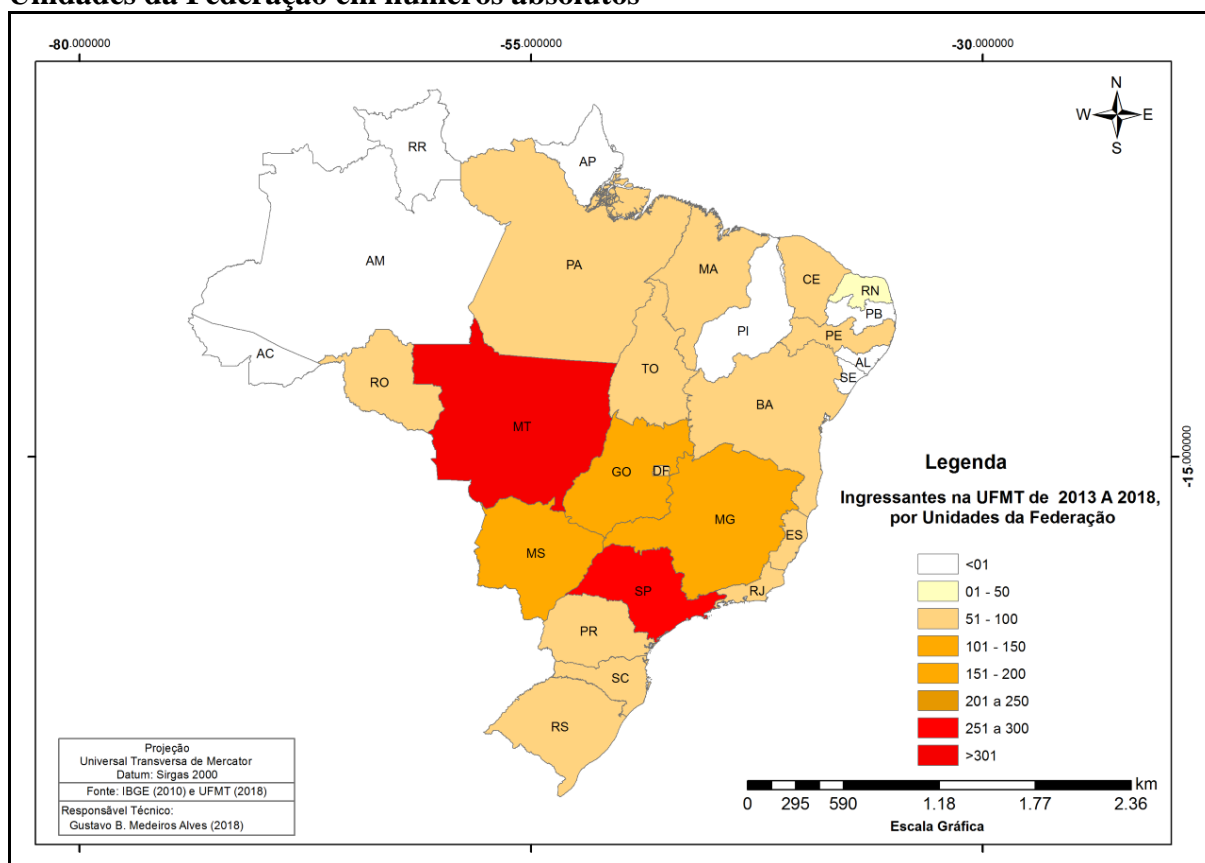 Unidades da Federação em números absolutos
-80.000000 -55.000000 -30.000000
N
W E
S
RR
AP
AM
PA
MA
CE
RN
PB
PI
PE
AC
AL
SE
RO
TO
BA
MT
-15.000000
GO
DF
MG
ES
MS
SP
RJ
PR
SC
RS
Legenda
Ingressantes na UFMT de 2013 A 2018,
por Unidades da Federação
<01
01 - 50
51 - 100
101 - 150
151 - 200
201 a 250
251 a 300
>301
Projeção
Universal Transversa de Mercator
Datum: Sirgas 2000
Fonte: IBGE (2010) e UFMT (2018)
Responsável Técnico:
Gustavo B. Medeiros Alves (2018)
km
0 295 590 1.18 1.77 2.36
Escala Gráfica